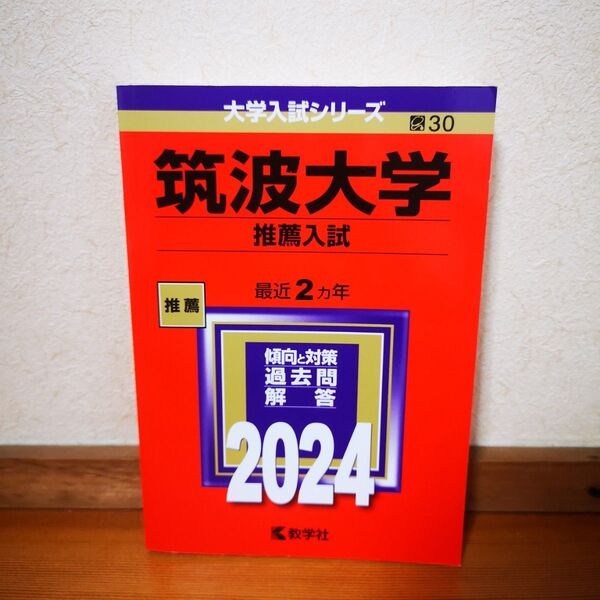 大学入試シリーズ
30
筑波大学
推薦入試
最近2カ年
推薦
傾向と対策
過去問
解答
2024
教学社